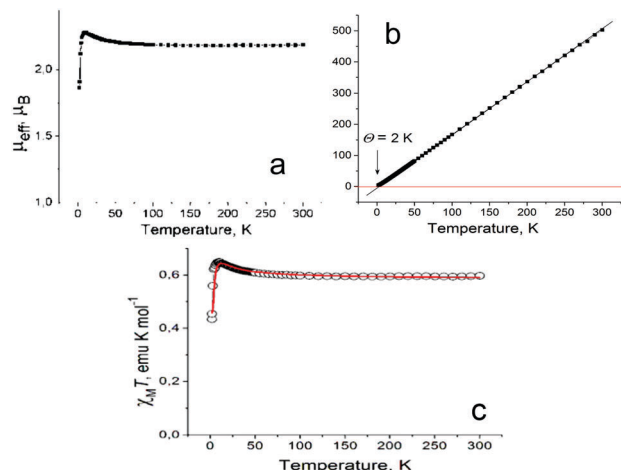 a
2,0
1,5
1,0
μeff, μB
0 50 100 150 200 250 300
Temperature, K
b
500
400
300
200
100
0
Θ = 2 K
0 50 100 150 200 250 300
Temperature, K
0,6
0,4
0,2
0,0
χMT, emu K mol⁻¹
c
0 50 100 150 200 250 300
Temperature, K